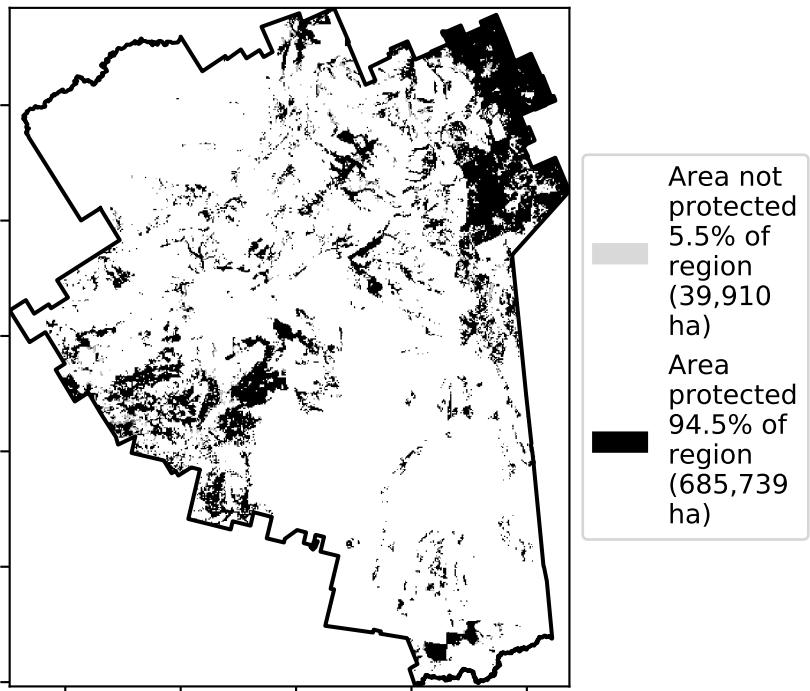 Area not
protected
5.5% of
region
(39,910
ha)
Area
protected
94.5% of
region
(685,739
ha)